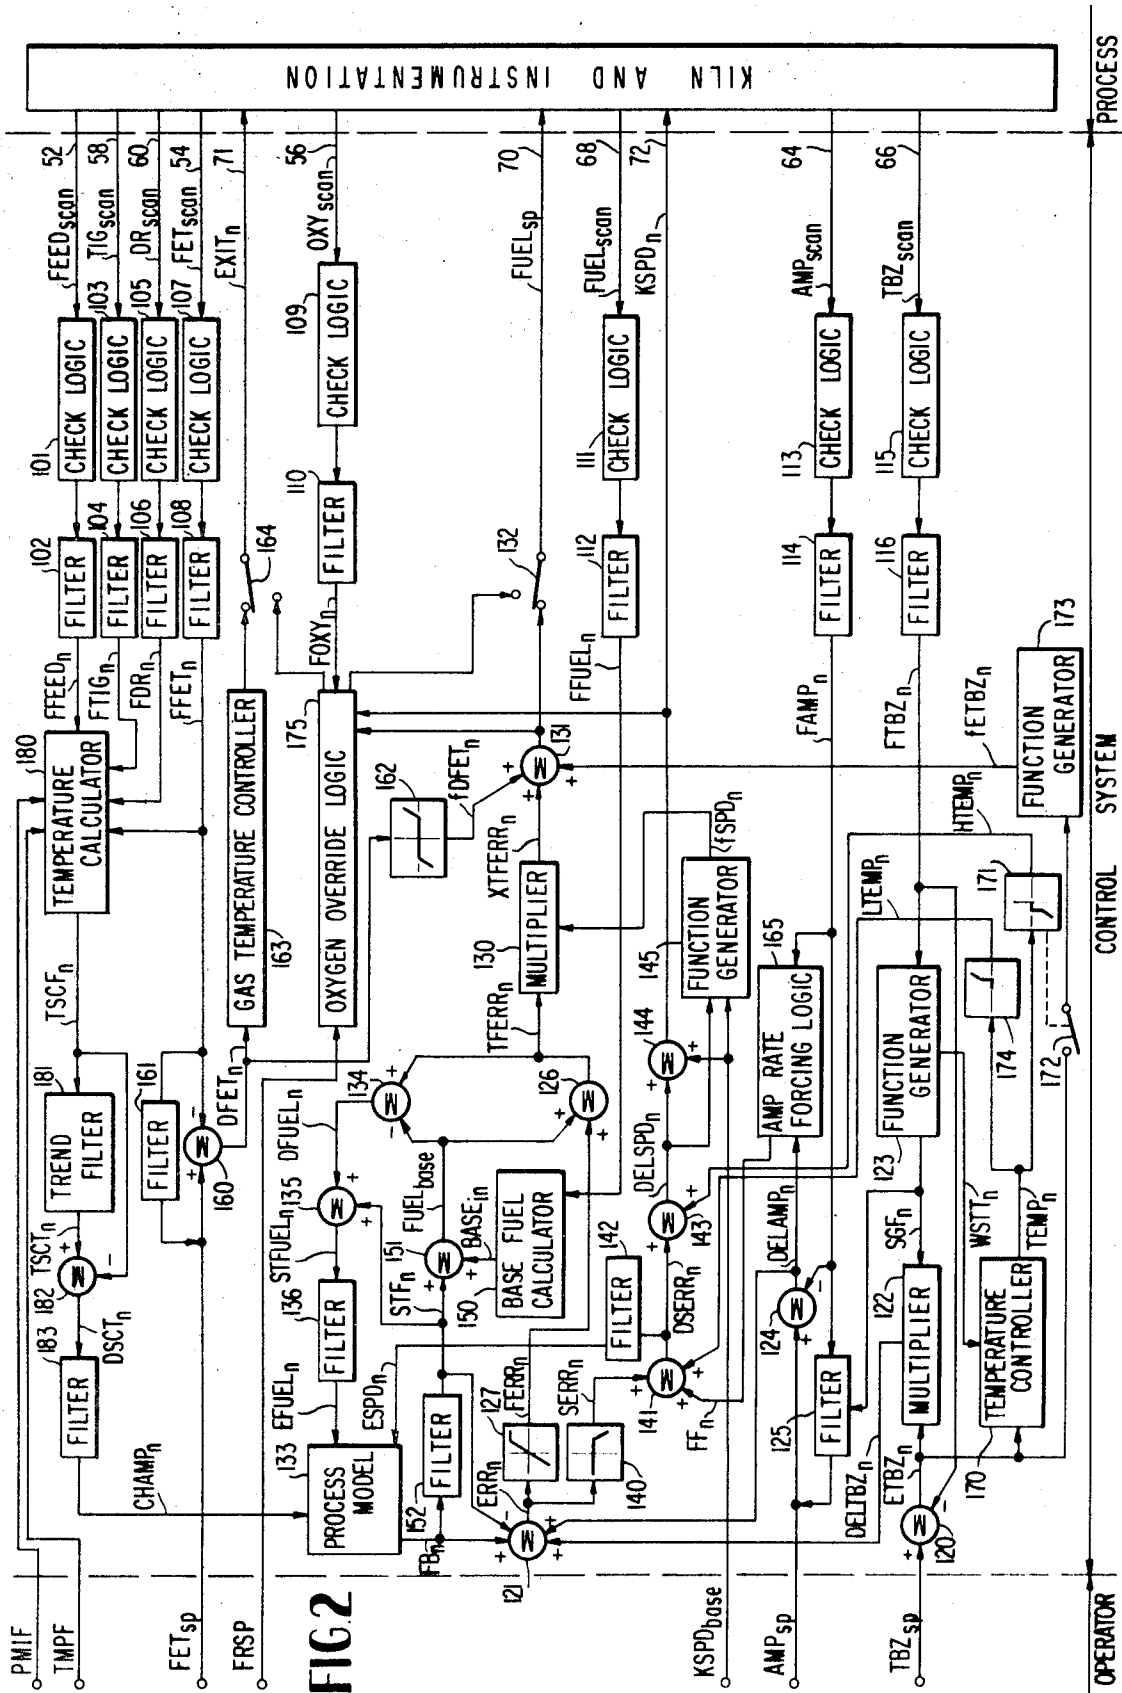 FIG.2
OPERATOR
CONTROL SYSTEM
PROCESS
KILN AND INSTRUMENTATION
PMIF
TMPF
FETsp
FRSP
KSPDbase
AMPsp
TBZsp
FEEDscan
52
TIGscan
58
DRscan
60
FETscan
54
EXITn
71
OXYscan
56
FUELsp
70
FUELscan
68
KSPDn
72
AMPscan
64
TBZscan
66
101
CHECK LOGIC
103
CHECK LOGIC
105
CHECK LOGIC
107
CHECK LOGIC
109
CHECK LOGIC
111
CHECK LOGIC
113
CHECK LOGIC
115
CHECK LOGIC
102
FILTER
104
FILTER
106
FILTER
108
FILTER
110
FILTER
112
FILTER
114
FILTER
116
FILTER
164
132
FFEEDn
FTIGn
FDRn
FFETn
FOXYn
FFUELn
FAMPn
FTBZn
180
TEMPERATURE CALCULATOR
GAS TEMPERATURE CONTROLLER
163
175
OXYGEN OVERRIDE LOGIC
162
fDFETn
131
M
+
+
+
fETBZn
FUNCTION GENERATOR
173
TSCFn
181
TREND FILTER
TSCTn
182
M
+
-
DSCTn
183
FILTER
CHAMPn
161
FILTER
160
M
+
-
DFETn
XTFERRn
130
MULTIPLIER
TFERRn
fSPDn
145
FUNCTION GENERATOR
144
M
+
+
DELSPDn
143
M
+
+
DSERRn
142
FILTER
141
M
+
+
+
165
AMP RATE FORCING LOGIC
LTEMPn
HTEMPn
171
172
174
FUNCTION GENERATOR
123
134
M
+
-
126
M
+
+
DFUELn
135
M
+
+
STFUELn
136
FILTER
EFUELn
133
PROCESS MODEL
ESPDn
FUELbase
151
M
+
+
STFn
BASEin
150
BASE FUEL CALCULATOR
152
FILTER
FBn
121
M
+
-
+
+
ERRn
127
FERRn
140
SERRn
FFn
DELAMPn
124
M
+
-
125
FILTER
SGFn
122
MULTIPLIER
DELTBZn
ETBZn
120
M
+
-
WSTTn
TEMPn
170
TEMPERATURE CONTROLLER